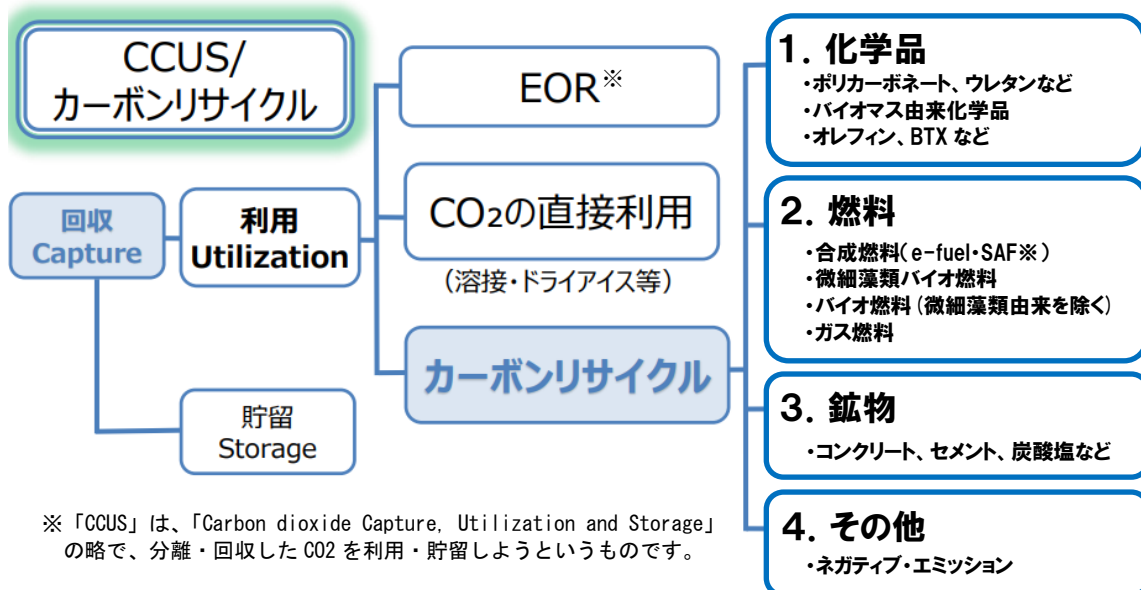 CCUS/
カーボンリサイクル
回収
Capture
利用
Utilization
貯留
Storage
EOR※
CO₂の直接利用
(溶接・ドライアイス等)
カーボンリサイクル
1. 化学品
・ポリカーボネート、ウレタンなど
・バイオマス由来化学品
・オレフィン、BTX など
2. 燃料
・合成燃料(e-fuel・SAF※)
・微細藻類バイオ燃料
・バイオ燃料(微細藻類由来を除く)
・ガス燃料
3. 鉱物
・コンクリート、セメント、炭酸塩など
4. その他
・ネガティブ・エミッション
※「CCUS」は、「Carbon dioxide Capture, Utilization and Storage」
の略で、分離・回収した CO2 を利用・貯留しようというものです。